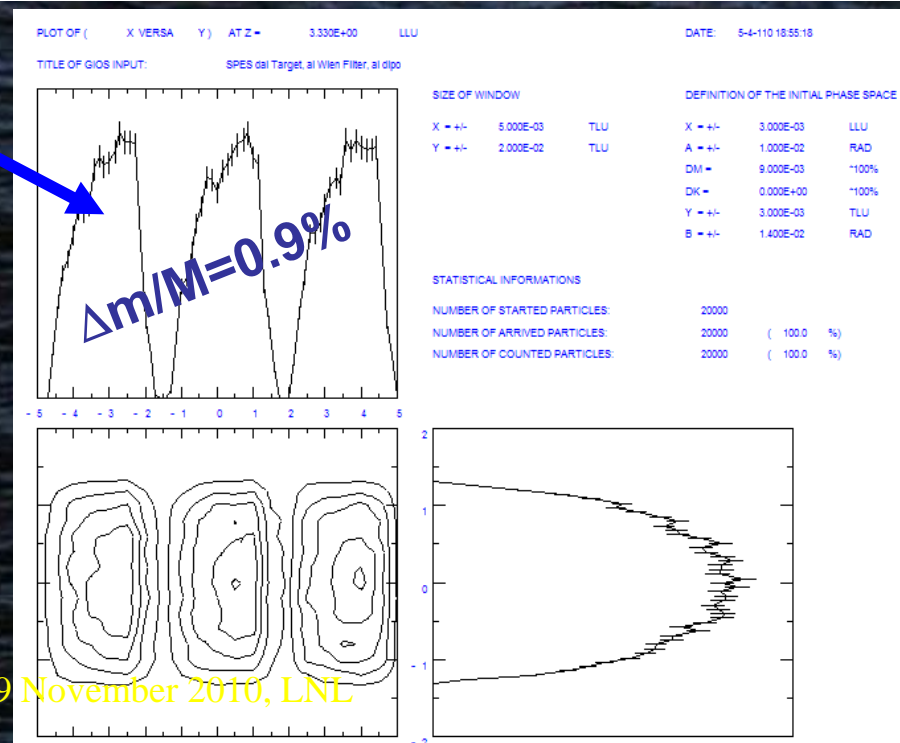 PLOT OF ( X VERSA Y ) AT Z = 3.330E+00 LLU
DATE: 5-4-110 18:55:18
TITLE OF GIOS INPUT: SPES dal Target, al Wien Filter, al dipo
SIZE OF WINDOW
X = +/- 5.000E-03 TLU
Y = +/- 2.000E-02 TLU
DEFINITION OF THE INITIAL PHASE SPACE
X = +/- 3.000E-03 LLU
A = +/- 1.000E-02 RAD
DM = 9.000E-03 *100%
DK = 0.000E+00 *100%
Y = +/- 3.000E-03 TLU
B = +/- 1.400E-02 RAD
STATISTICAL INFORMATIONS
NUMBER OF STARTED PARTICLES: 20000
NUMBER OF ARRIVED PARTICLES: 20000 ( 100.0 %)
NUMBER OF COUNTED PARTICLES: 20000 ( 100.0 %)
Δm/M=0.9%
- 5 - 4 - 3 - 2 - 1 0 1 2 3 4 5
2
1
0
- 1
- 2
9 November 2010, LNL